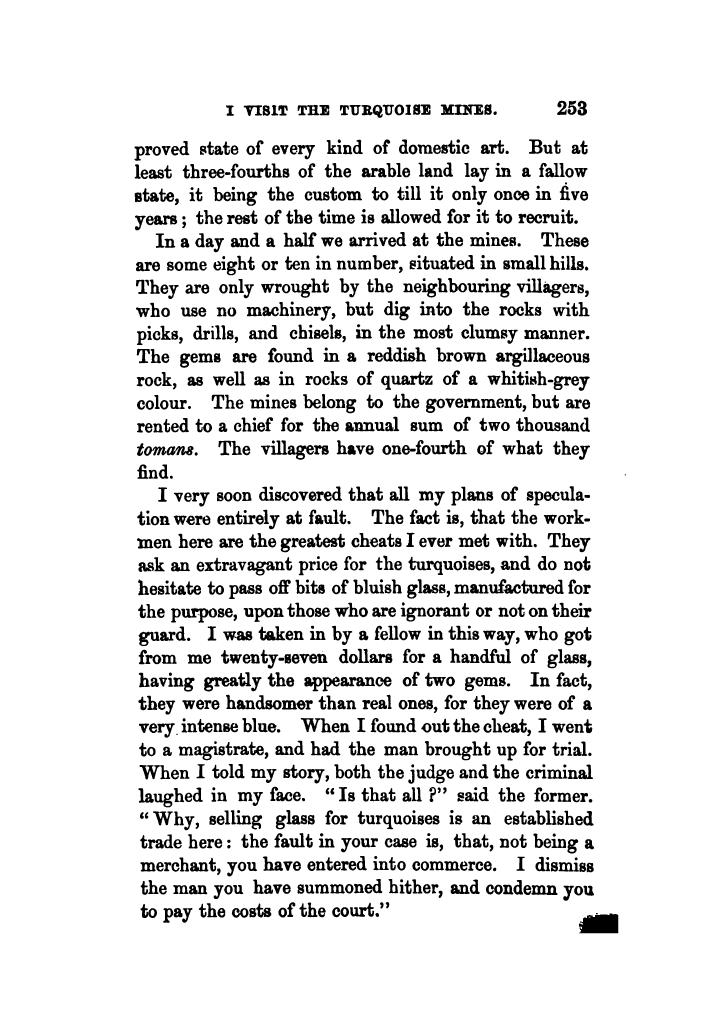 I VISIT THE TURQUOISE MINES. 253
proved state of every kind of domestic art. But at
least three-fourths of the arable land lay in a fallow
state, it being the custom to till it only once in five
years; the rest of the time is allowed for it to recruit.
In a day and a half we arrived at the mines. These
are some eight or ten in number, situated in small hills.
They are only wrought by the neighbouring villagers,
who use no machinery, but dig into the rocks with
picks, drills, and chisels, in the most clumsy manner.
The gems are found in a reddish brown argillaceous
rock, as well as in rocks of quartz of a whitish-grey
colour. The mines belong to the government, but are
rented to a chief for the annual sum of two thousand
tomans. The villagers have one-fourth of what they
find.
I very soon discovered that all my plans of specula-
tion were entirely at fault. The fact is, that the work-
men here are the greatest cheats I ever met with. They
ask an extravagant price for the turquoises, and do not
hesitate to pass off bits of bluish glass, manufactured for
the purpose, upon those who are ignorant or not on their
guard. I was taken in by a fellow in this way, who got
from me twenty-seven dollars for a handful of glass,
having greatly the appearance of two gems. In fact,
they were handsomer than real ones, for they were of a
very intense blue. When I found out the cheat, I went
to a magistrate, and had the man brought up for trial.
When I told my story, both the judge and the criminal
laughed in my face. "Is that all?" said the former.
"Why, selling glass for turquoises is an established
trade here: the fault in your case is, that, not being a
merchant, you have entered into commerce. I dismiss
the man you have summoned hither, and condemn you
to pay the costs of the court."